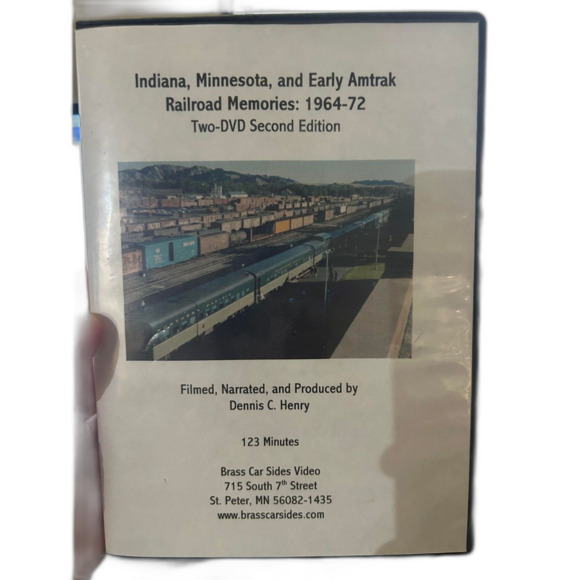 Indiana, Minnesota, and Early Amtrak
Railroad Memories: 1964-72
Two-DVD Second Edition
Filmed, Narrated, and Produced by
Dennis C. Henry
123 Minutes
Brass Car Sides Video
715 South 7th Street
St. Peter, MN 56082-1435
www.brasscarsides.com